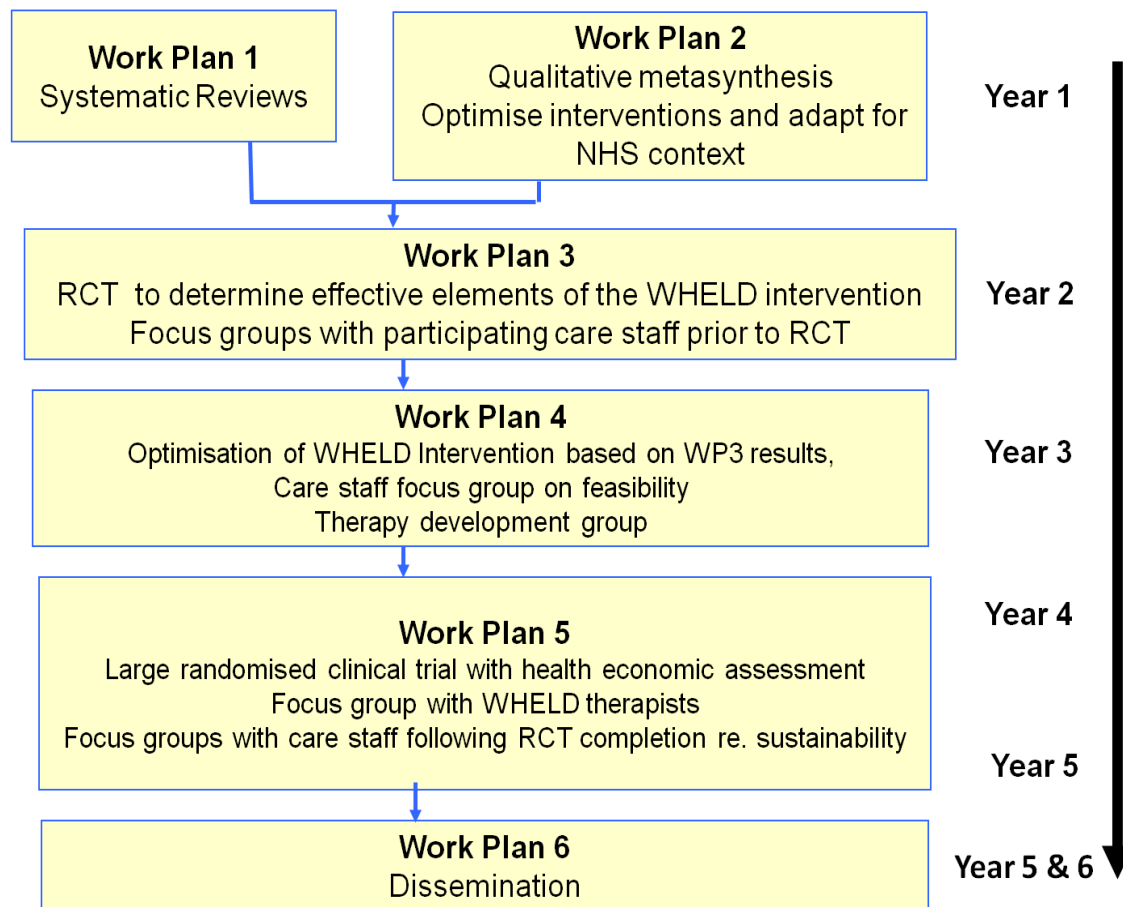 Work Plan 1
Systematic Reviews
Work Plan 2
Qualitative metasynthesis
Optimise interventions and adapt for
NHS context
Year 1
Work Plan 3
RCT to determine effective elements of the WHELD intervention
Focus groups with participating care staff prior to RCT
Year 2
Work Plan 4
Optimisation of WHELD Intervention based on WP3 results,
Care staff focus group on feasibility
Therapy development group
Year 3
Work Plan 5
Large randomised clinical trial with health economic assessment
Focus group with WHELD therapists
Focus groups with care staff following RCT completion re. sustainability
Year 4
Year 5
Work Plan 6
Dissemination
Year 5 & 6